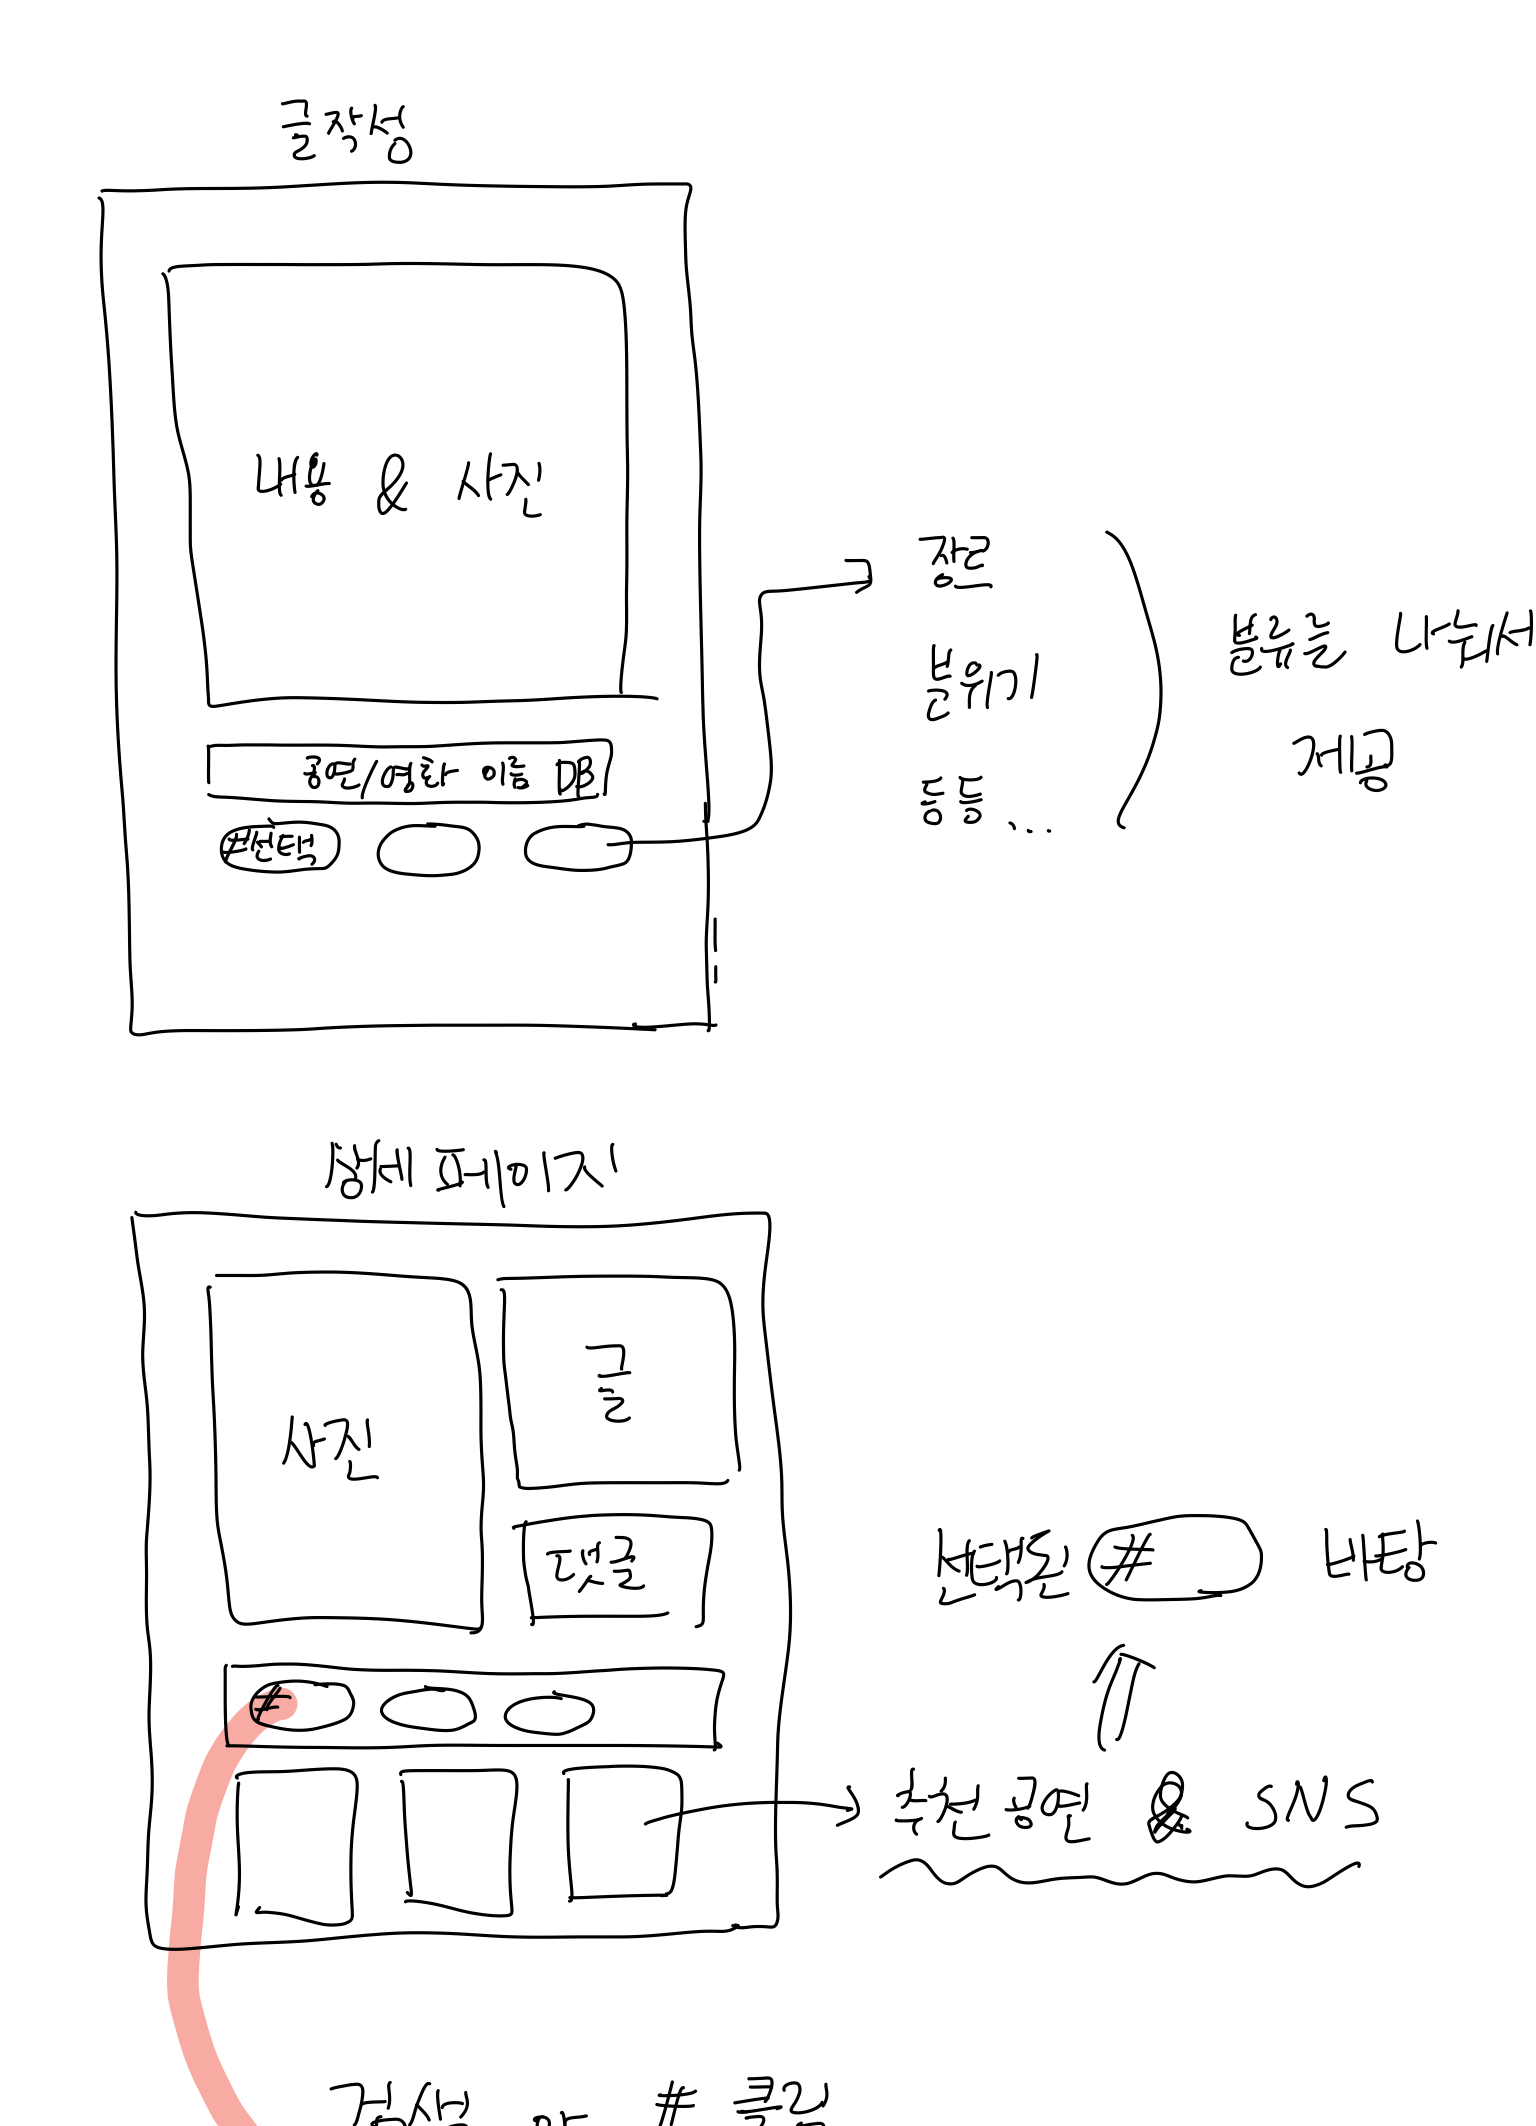 글작성
내용 & 사진
장르
분위기
등등...
분류를 나눠서
제공
공연/영화 이름 DB
#선택
상세 페이지
사진
글
댓글
선택된 # 바탕
#
추천 공연 & SNS
검색 # 클릭